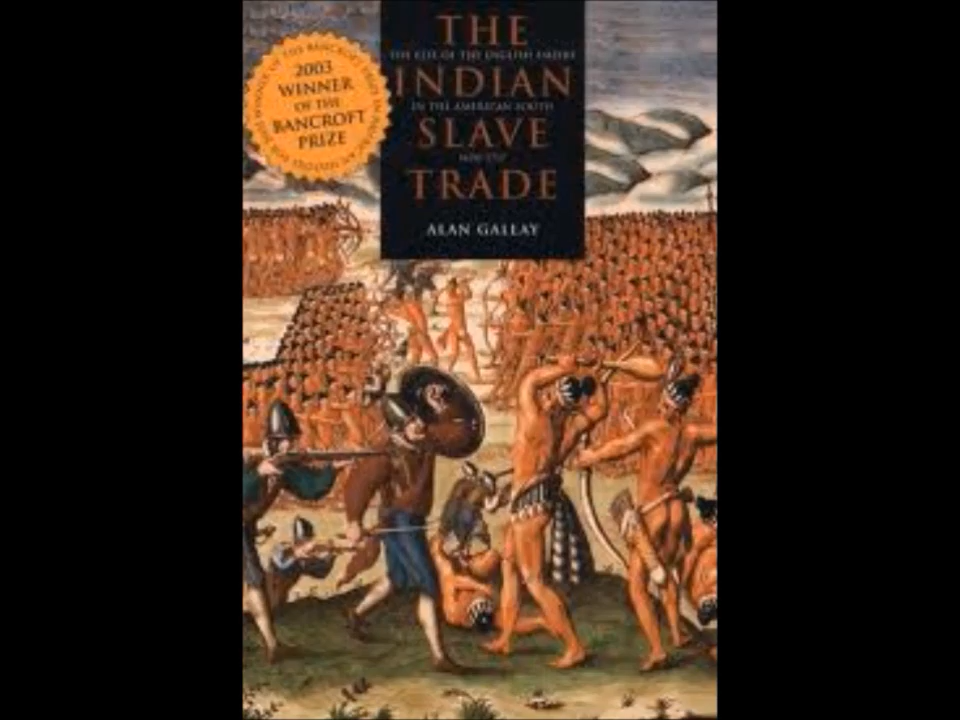 THE
THE RISE OF THE ENGLISH EMPIRE
INDIAN
IN THE AMERICAN SOUTH
SLAVE
TRADE
ALAN GALLAY
2003
WINNER
OF THE
BANCROFT
PRIZE